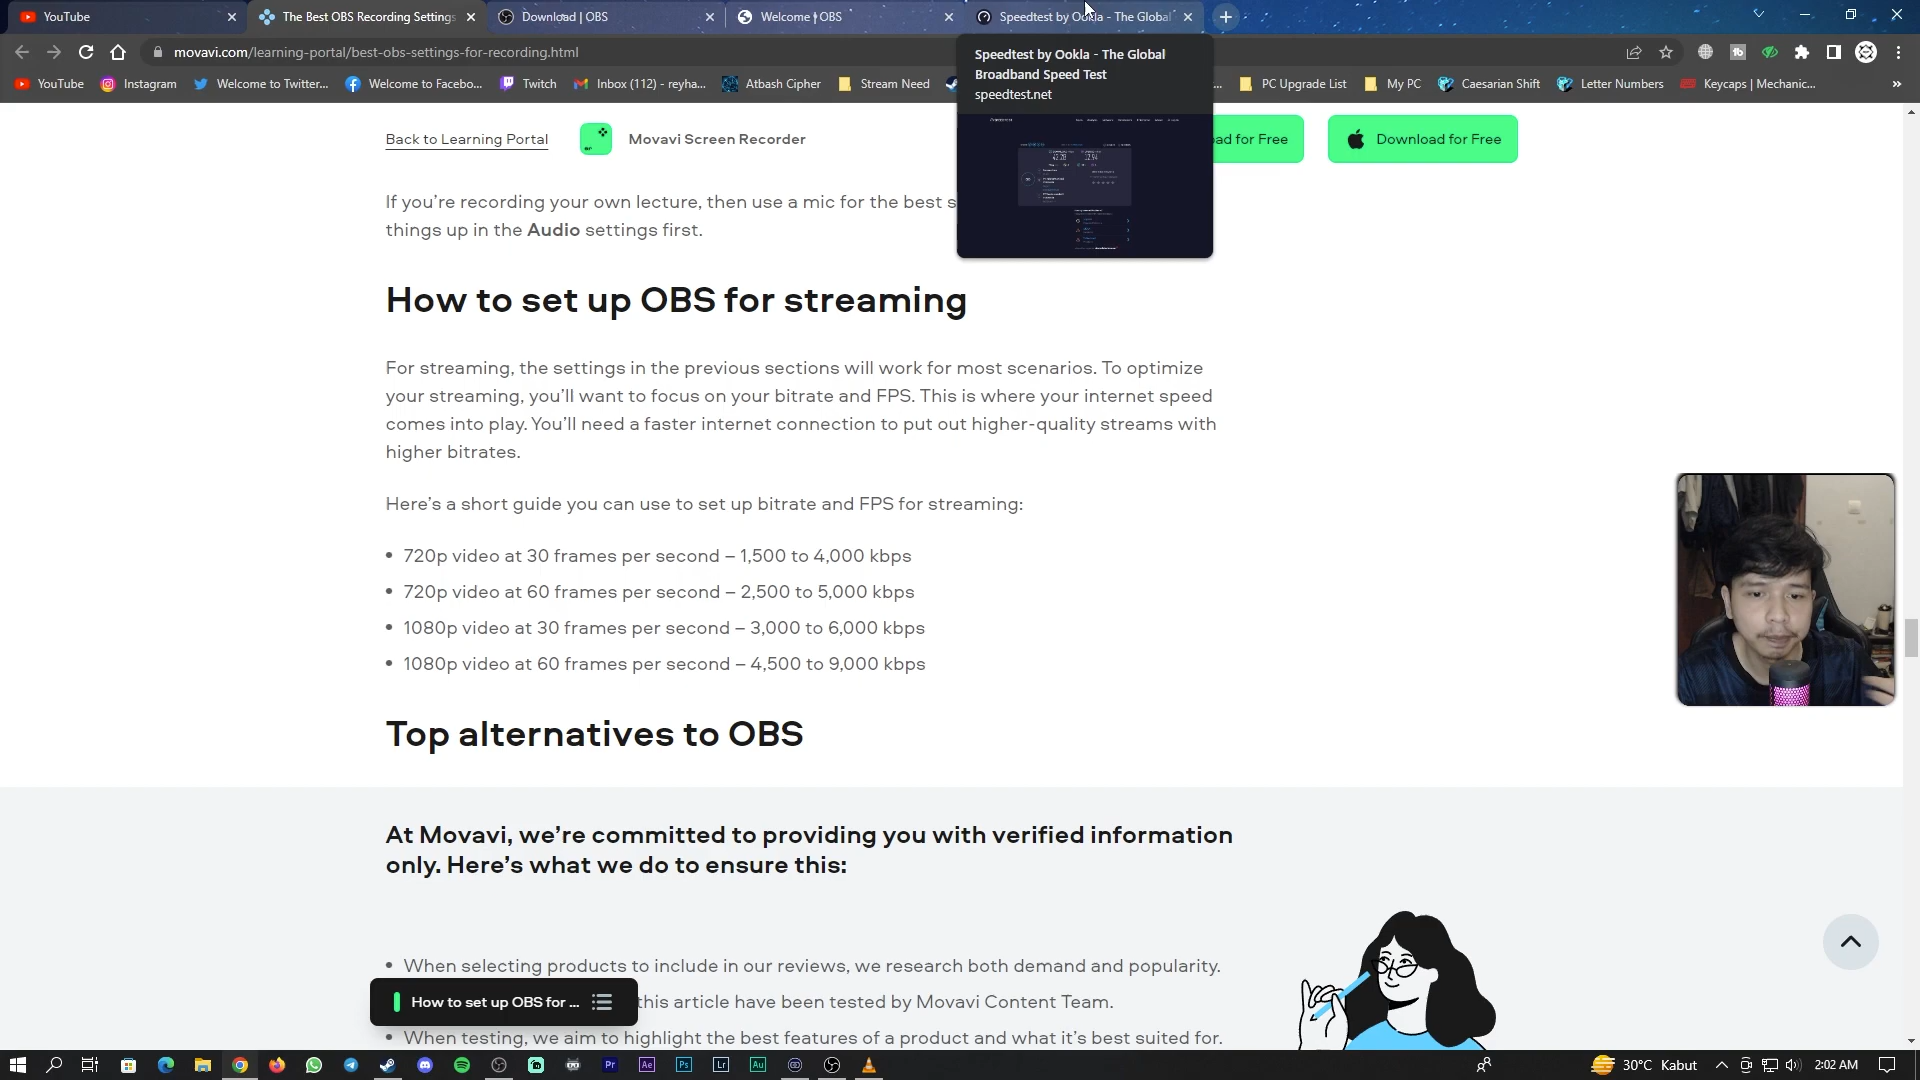 YouTube
The Best OBS Recording Settings
Download | OBS
Welcome | OBS
Speedtest by Ookla - The Global
movavi.com/learning-portal/best-obs-settings-for-recording.html
Speedtest by Ookla - The Global
Broadband Speed Test
speedtest.net
YouTube
Instagram
Welcome to Twitter...
Welcome to Facebo...
Twitch
Inbox (112) - reyha...
Atbash Cipher
Stream Need
PC Upgrade List
My PC
Caesarian Shift
Letter Numbers
Keycaps | Mechanic...
Back to Learning Portal
Movavi Screen Recorder
ad for Free
Download for Free
If you're recording your own lecture, then use a mic for the best s
things up in the Audio settings first.
How to set up OBS for streaming
For streaming, the settings in the previous sections will work for most scenarios. To optimize
your streaming, you'll want to focus on your bitrate and FPS. This is where your internet speed
comes into play. You'll need a faster internet connection to put out higher-quality streams with
higher bitrates.
Here's a short guide you can use to set up bitrate and FPS for streaming:
• 720p video at 30 frames per second – 1,500 to 4,000 kbps
• 720p video at 60 frames per second – 2,500 to 5,000 kbps
• 1080p video at 30 frames per second – 3,000 to 6,000 kbps
• 1080p video at 60 frames per second – 4,500 to 9,000 kbps
Top alternatives to OBS
At Movavi, we're committed to providing you with verified information
only. Here's what we do to ensure this:
• When selecting products to include in our reviews, we research both demand and popularity.
How to set up OBS for ...
this article have been tested by Movavi Content Team.
• When testing, we aim to highlight the best features of a product and what it's best suited for.
30°C Kabut
2:02 AM